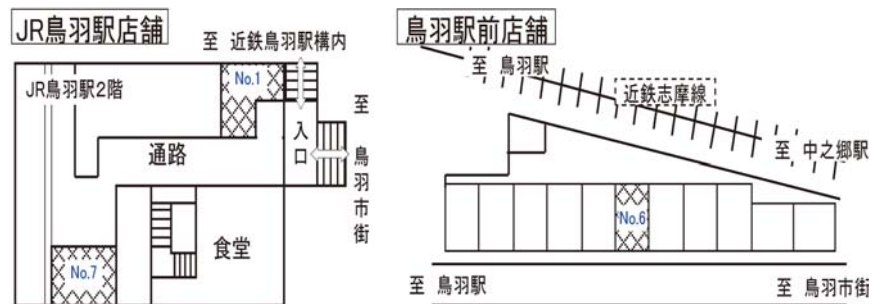 JR鳥羽駅店舗
至 近鉄鳥羽駅構内
No.1
JR鳥羽駅2階
入口
至 鳥羽市街
通路
食堂
No.7
鳥羽駅前店舗
至 鳥羽駅
近鉄志摩線
至 中之郷駅
No.6
至 鳥羽駅
至 鳥羽市街